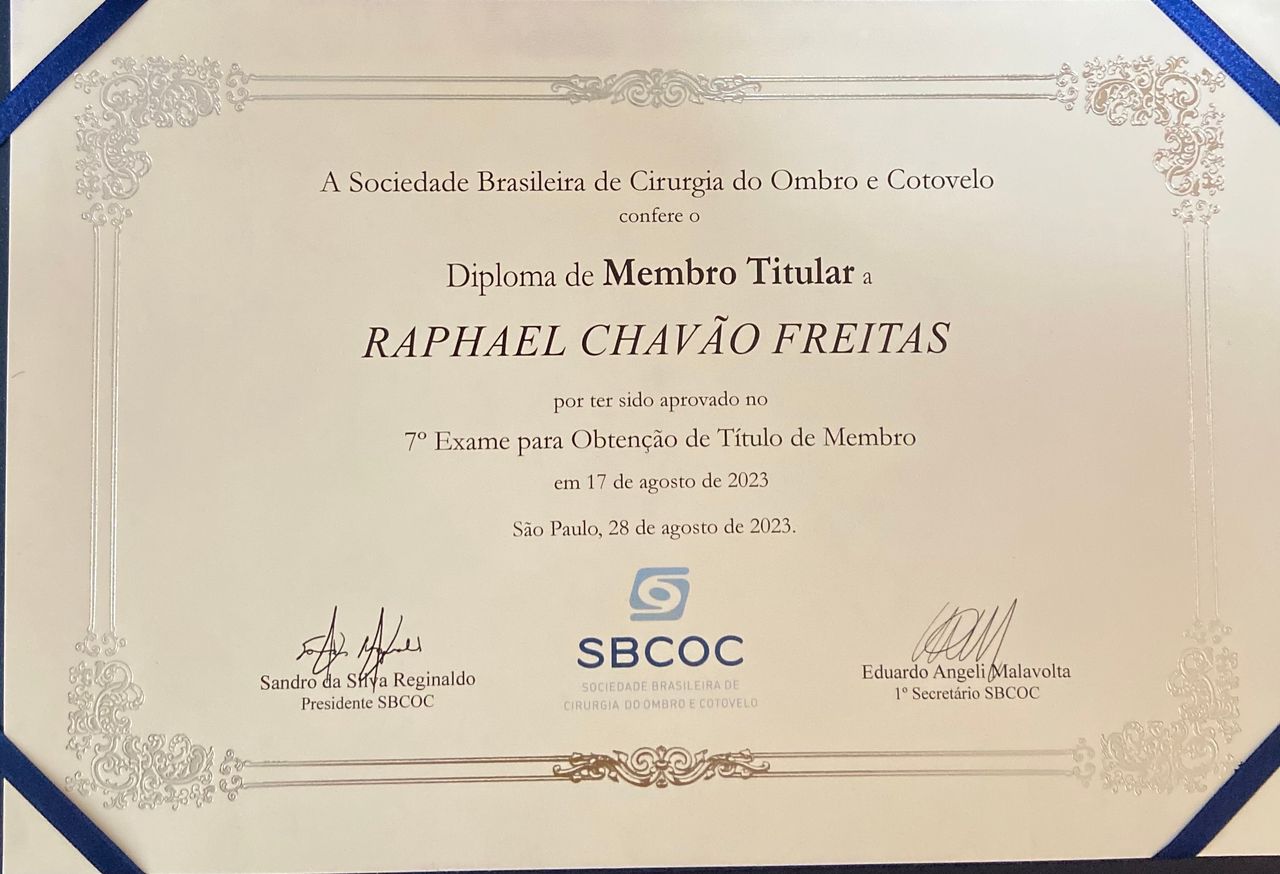 A Sociedade Brasileira de Cirurgia do Ombro e Cotovelo
confere o
Diploma de Membro Titular a
RAPHAEL CHAVÃO FREITAS
por ter sido aprovado no
7º Exame para Obtenção de Título de Membro
em 17 de agosto de 2023
São Paulo, 28 de agosto de 2023.
SBCOC
SOCIEDADE BRASILEIRA DE
CIRURGIA DO OMBRO E COTOVELO
Sandro da Silva Reginaldo
Presidente SBCOC
Eduardo Angeli Malavolta
1º Secretário SBCOC